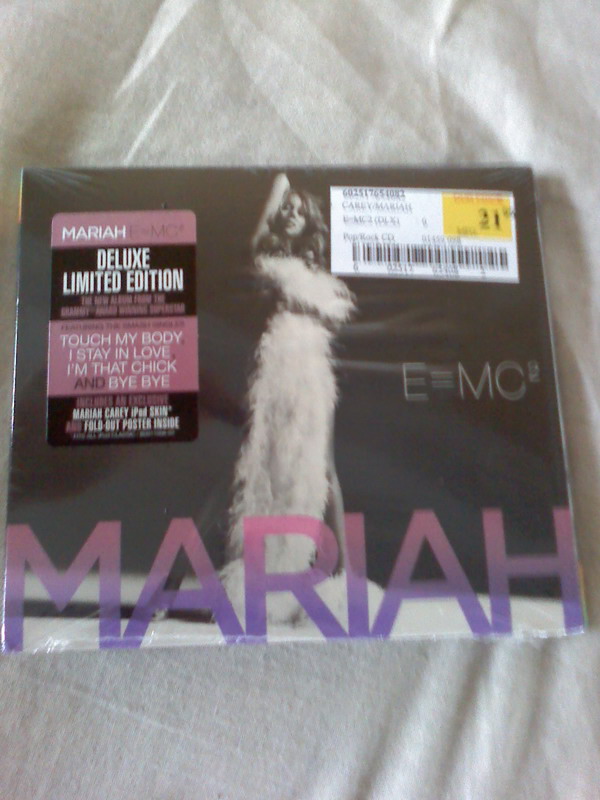 MARIAH E=MC²
DELUXE
LIMITED EDITION
THE NEW ALBUM FROM THE
GRAMMY® AWARD WINNING SUPERSTAR
FEATURING THE SMASH SINGLES
TOUCH MY BODY,
I STAY IN LOVE,
I'M THAT CHICK
AND BYE BYE
INCLUDES AN EXCLUSIVE
MARIAH CAREY iPod SKIN*
AND FOLD-OUT POSTER INSIDE
602517654082
CAREY/MARIAH
E=MC2 (DLX)
Pop/Rock CD
21
E=MC²
MARIAH